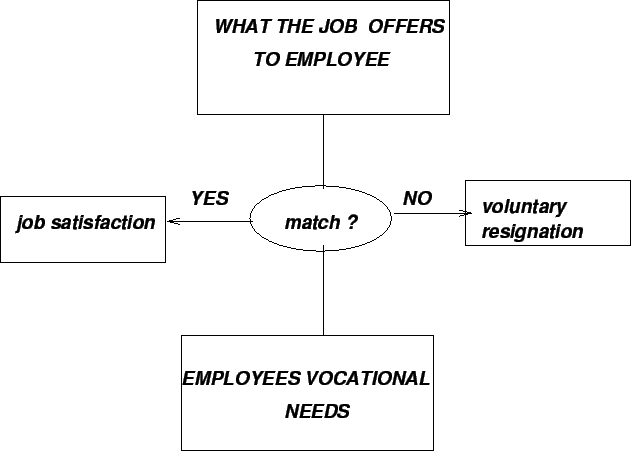 WHAT THE JOB OFFERS
TO EMPLOYEE
YES
NO
job satisfaction
match ?
voluntary
resignation
EMPLOYEES VOCATIONAL
NEEDS